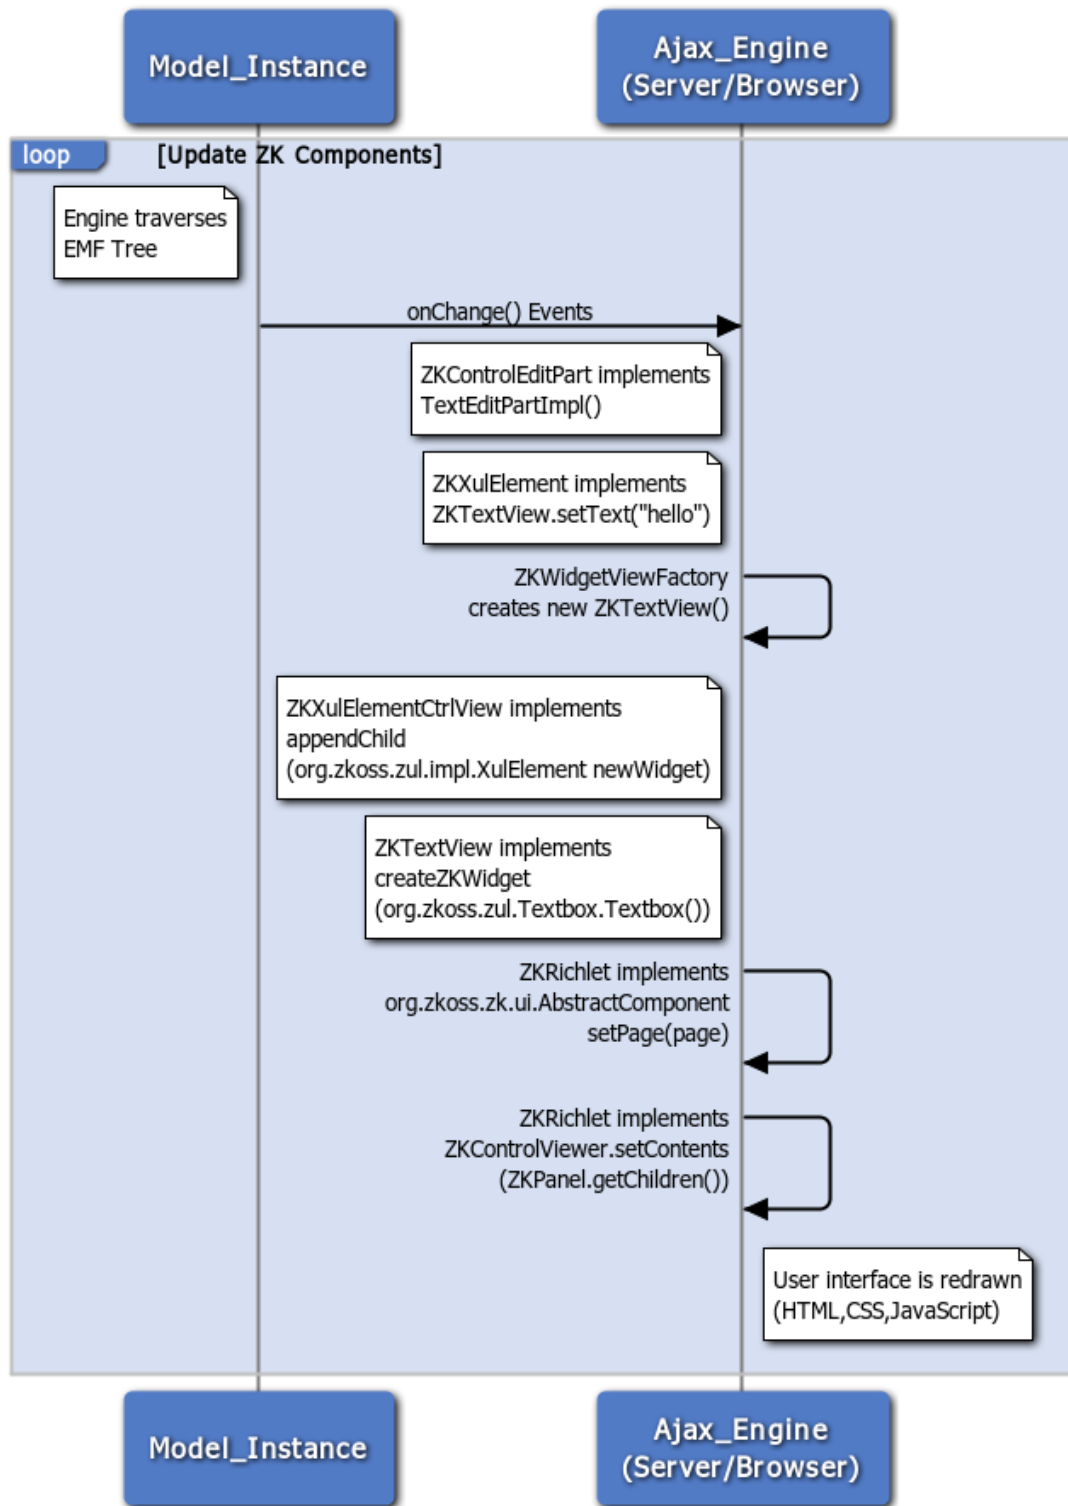 Model_Instance
Ajax_Engine
(Server/Browser)
loop
[Update ZK Components]
Engine traverses
EMF Tree
onChange() Events
ZKControlEditPart implements
TextEditPartImpl()
ZKXulElement implements
ZKTextView.setText("hello")
ZKWidgetViewFactory
creates new ZKTextView()
ZKXulElementCtrlView implements
appendChild
(org.zkoss.zul.impl.XulElement newWidget)
ZKTextView implements
createZKWidget
(org.zkoss.zul.Textbox.Textbox())
ZKRichlet implements
org.zkoss.zk.ui.AbstractComponent
setPage(page)
ZKRichlet implements
ZKControlViewer.setContents
(ZKPanel.getChildren())
User interface is redrawn
(HTML,CSS,JavaScript)
Model_Instance
Ajax_Engine
(Server/Browser)